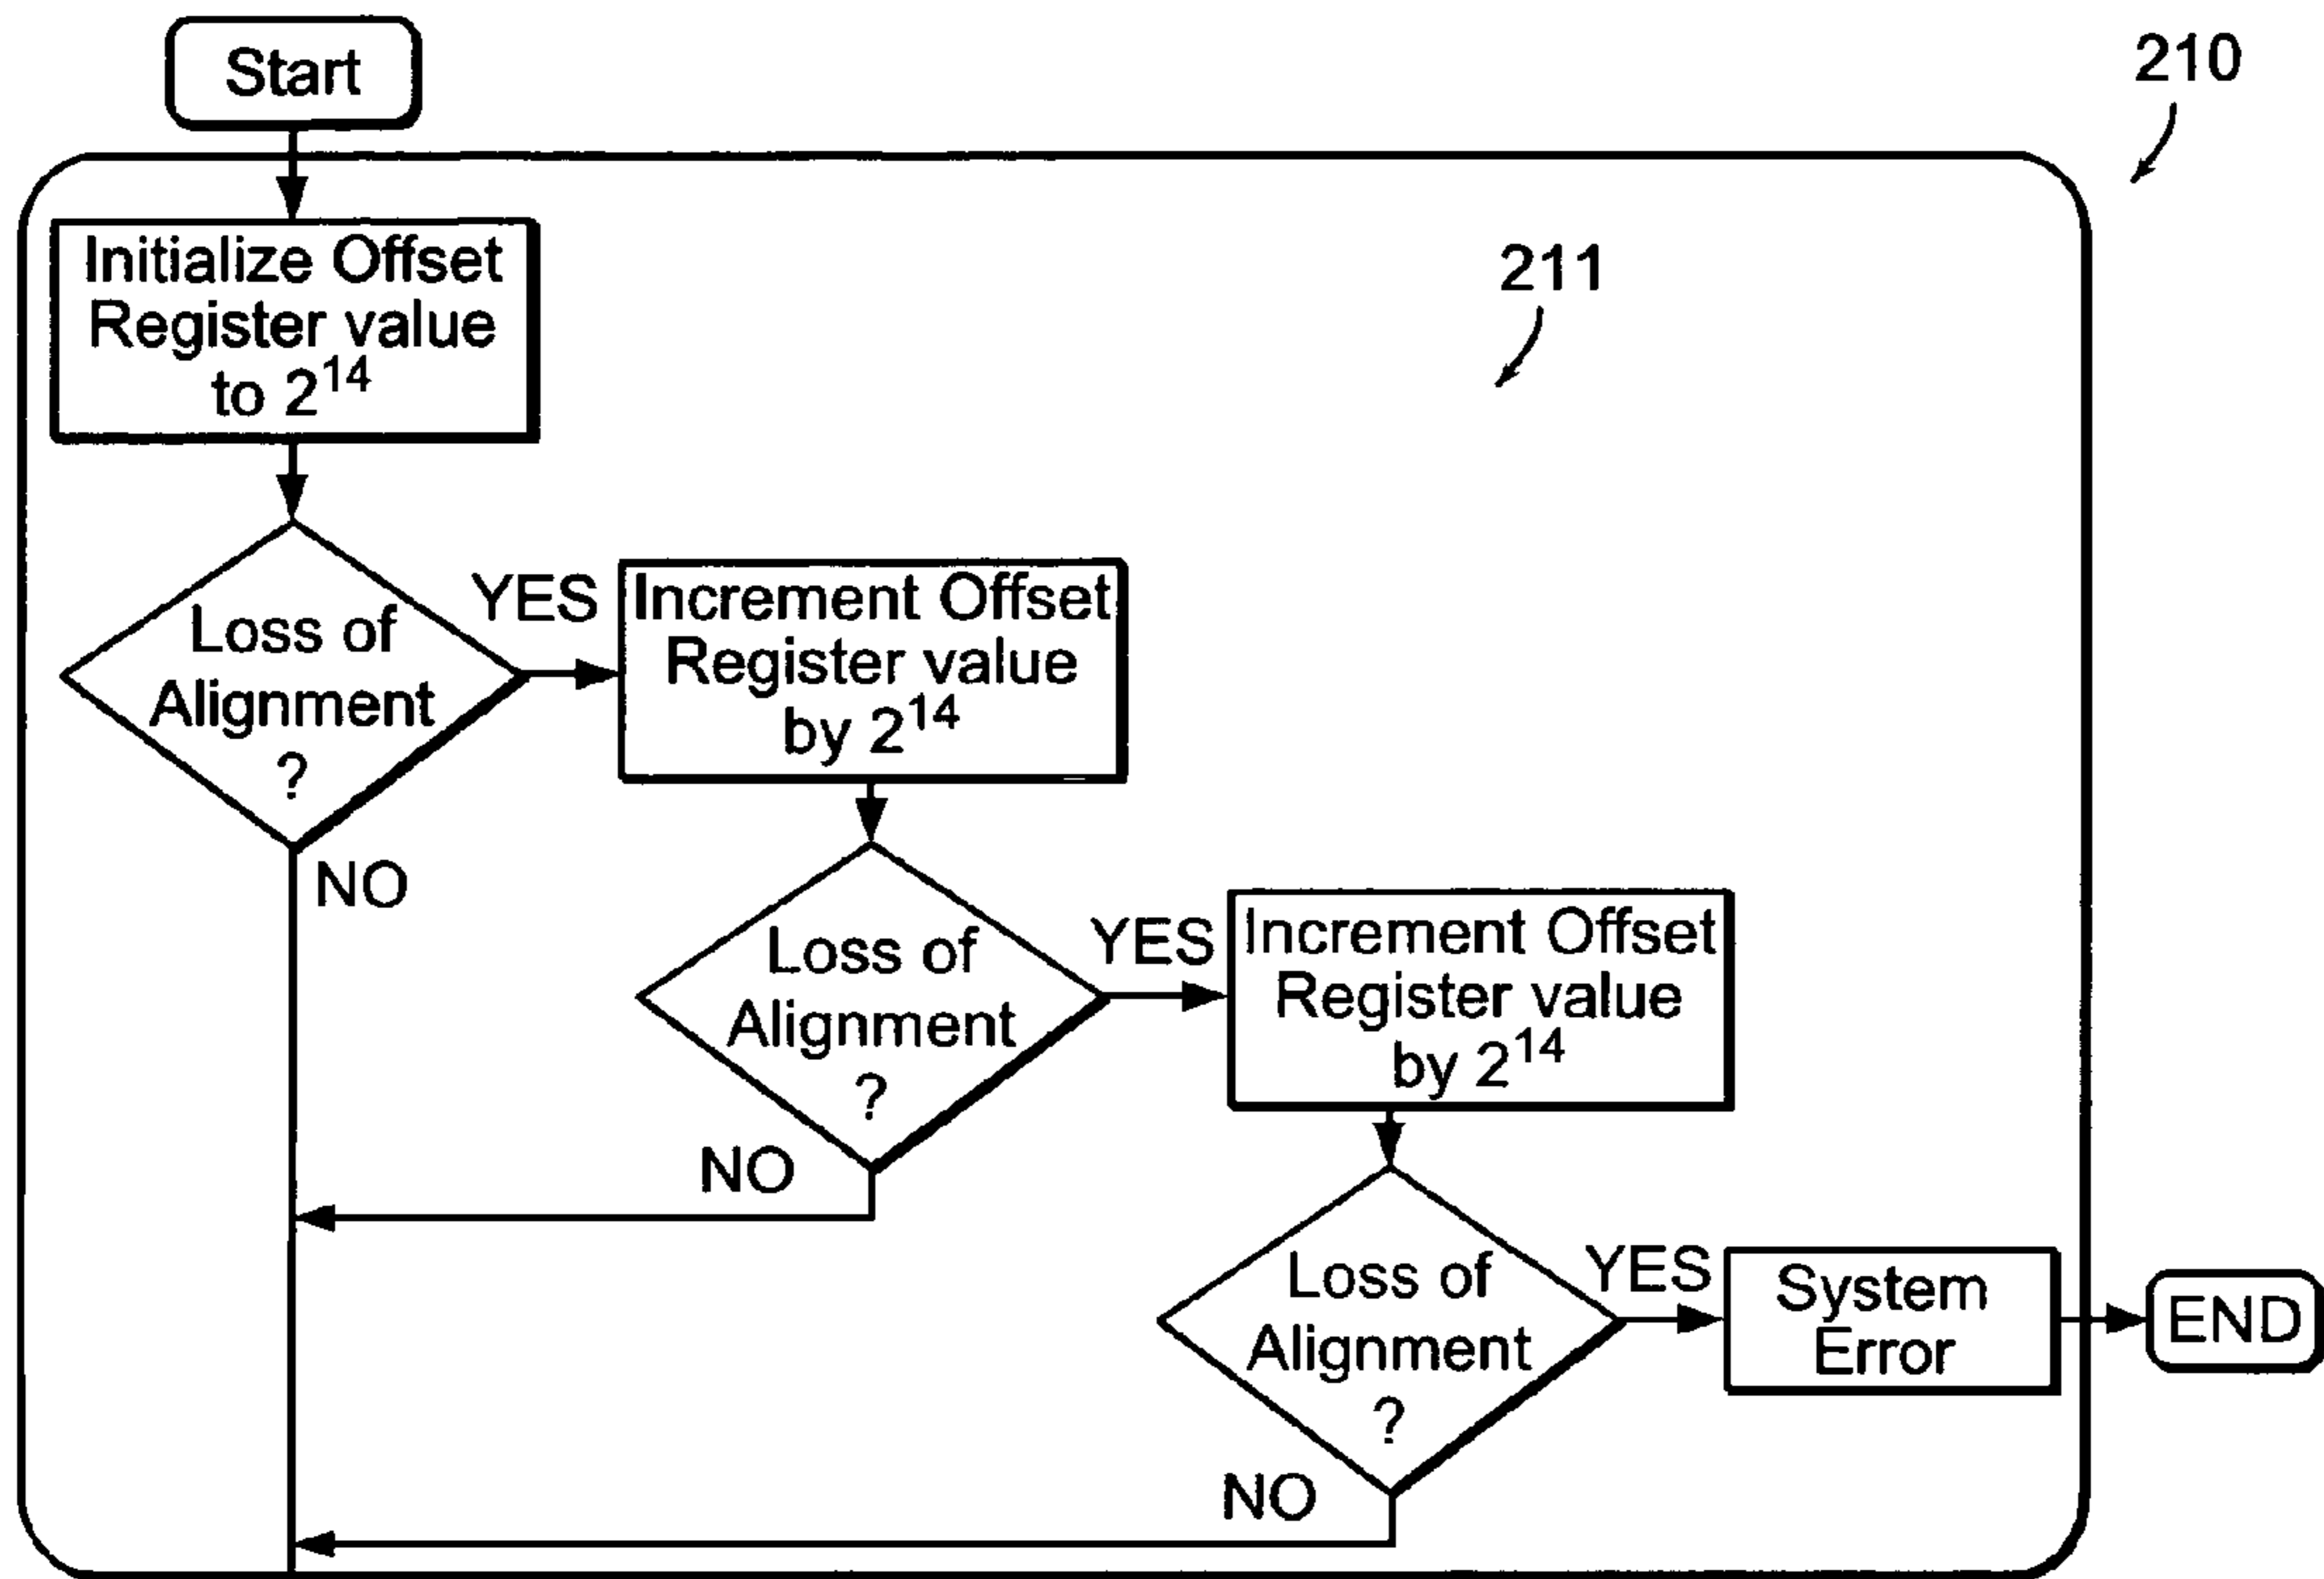 Start
210
Initialize Offset
Register value
to 2¹⁴
211
Loss of
Alignment
?
YES
Increment Offset
Register value
by 2¹⁴
NO
Loss of
Alignment
?
YES
Increment Offset
Register value
by 2¹⁴
NO
Loss of
Alignment
?
YES
System
Error
END
NO